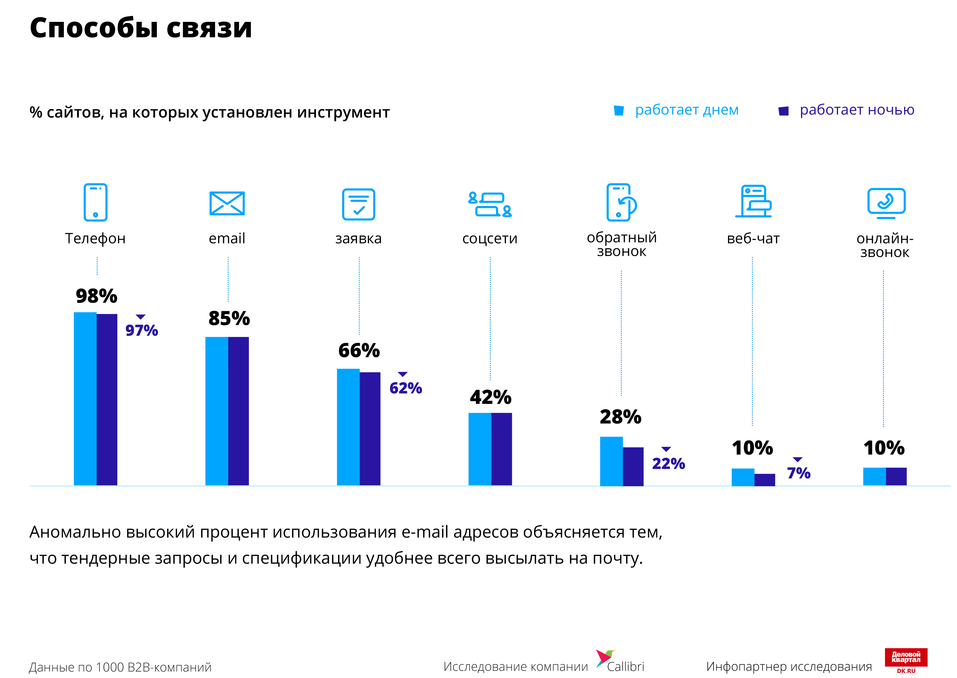 Способы связи
% сайтов, на которых установлен инструмент
работает днем
работает ночью
Телефон
email
заявка
соцсети
обратный
звонок
веб-чат
онлайн-
звонок
98%
97%
85%
66%
62%
42%
28%
22%
10%
7%
10%
Аномально высокий процент использования e-mail адресов объясняется тем,
что тендерные запросы и спецификации удобнее всего высылать на почту.
Данные по 1000 B2B-компаний
Исследование компании Callibri
Инфопартнер исследования
Деловой
квартал
DK.RU